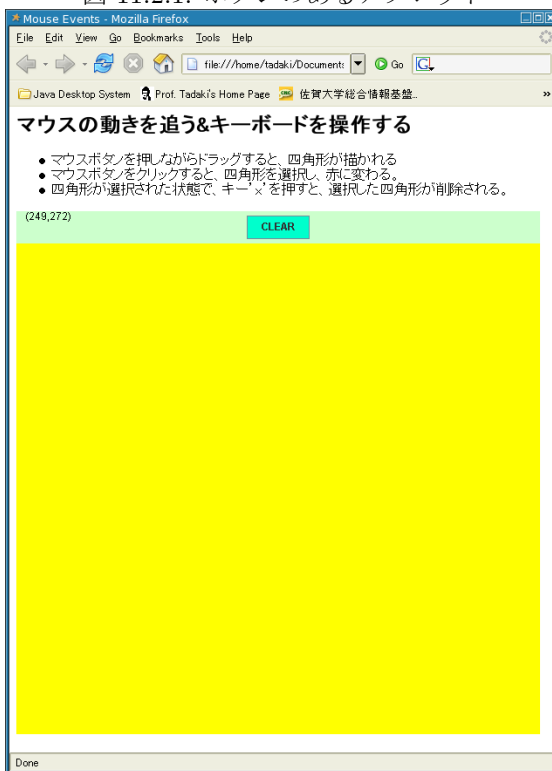 Mouse Events - Mozilla Firefox
File Edit View Go Bookmarks Tools Help
file:///home/tadaki/Document: Go G
Java Desktop System Prof. Tadaki's Home Page 佐賀大学総合情報基盤.. »
マウスの動きを追う&キーボードを操作する
マウスボタンを押しながらドラッグすると、四角形が描かれる
マウスボタンをクリックすると、四角形を選択し、赤に変わる。
四角形が選択された状態で、キー'x'を押すと、選択した四角形が削除される。
(249,272)
CLEAR
Done